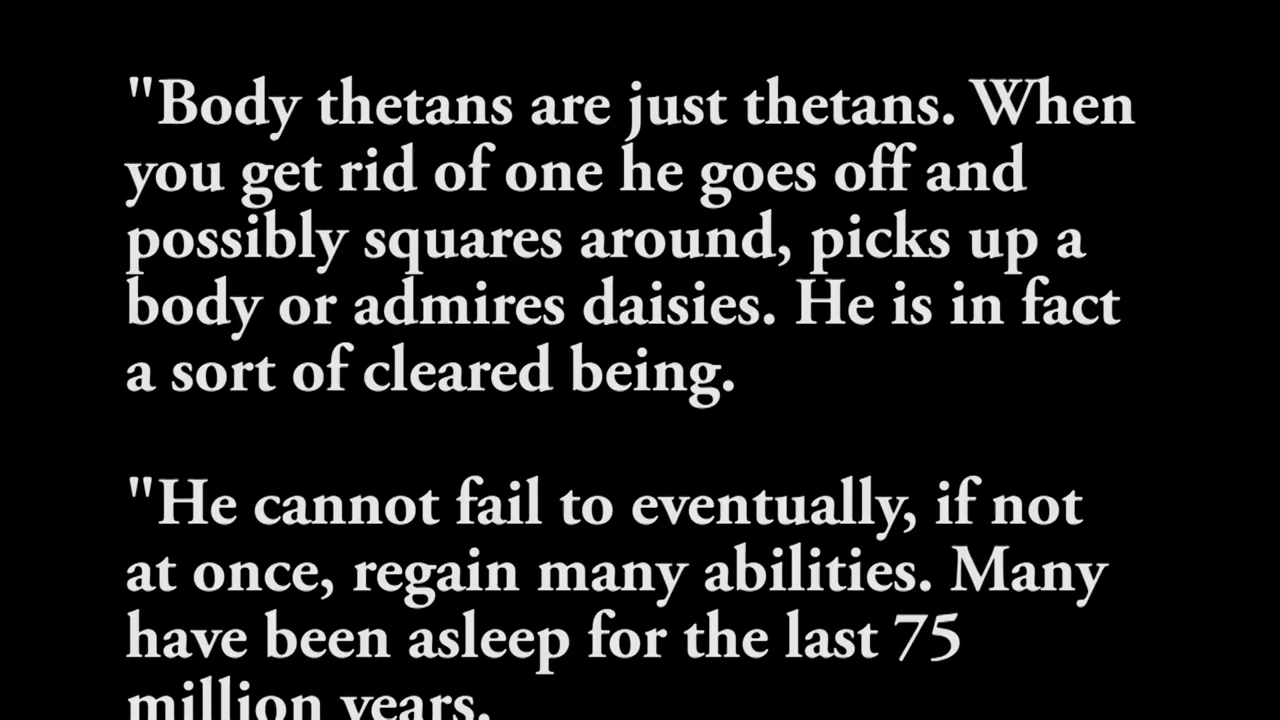 "Body thetans are just thetans. When
you get rid of one he goes off and
possibly squares around, picks up a
body or admires daisies. He is in fact
a sort of cleared being.
"He cannot fail to eventually, if not
at once, regain many abilities. Many
have been asleep for the last 75
million years.